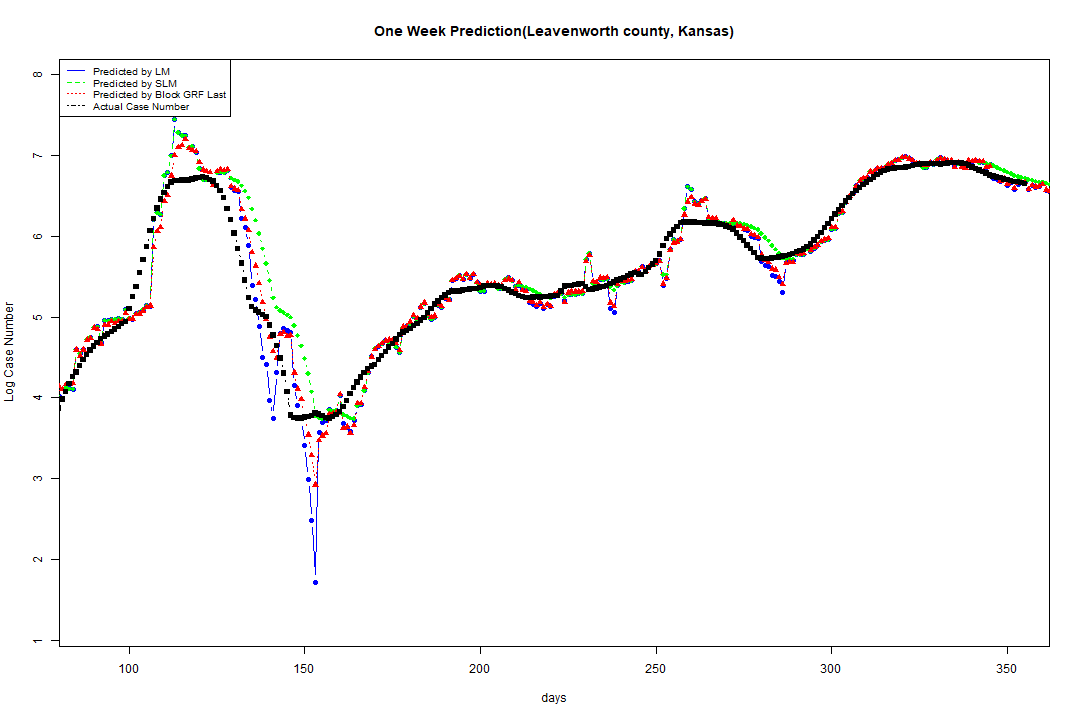 One Week Prediction(Leavenworth county, Kansas)
Predicted by LM
Predicted by SLM
Predicted by Block GRF Last
Actual Case Number
8
7
6
5
4
3
2
1
Log Case Number
100 150 200 250 300 350
days